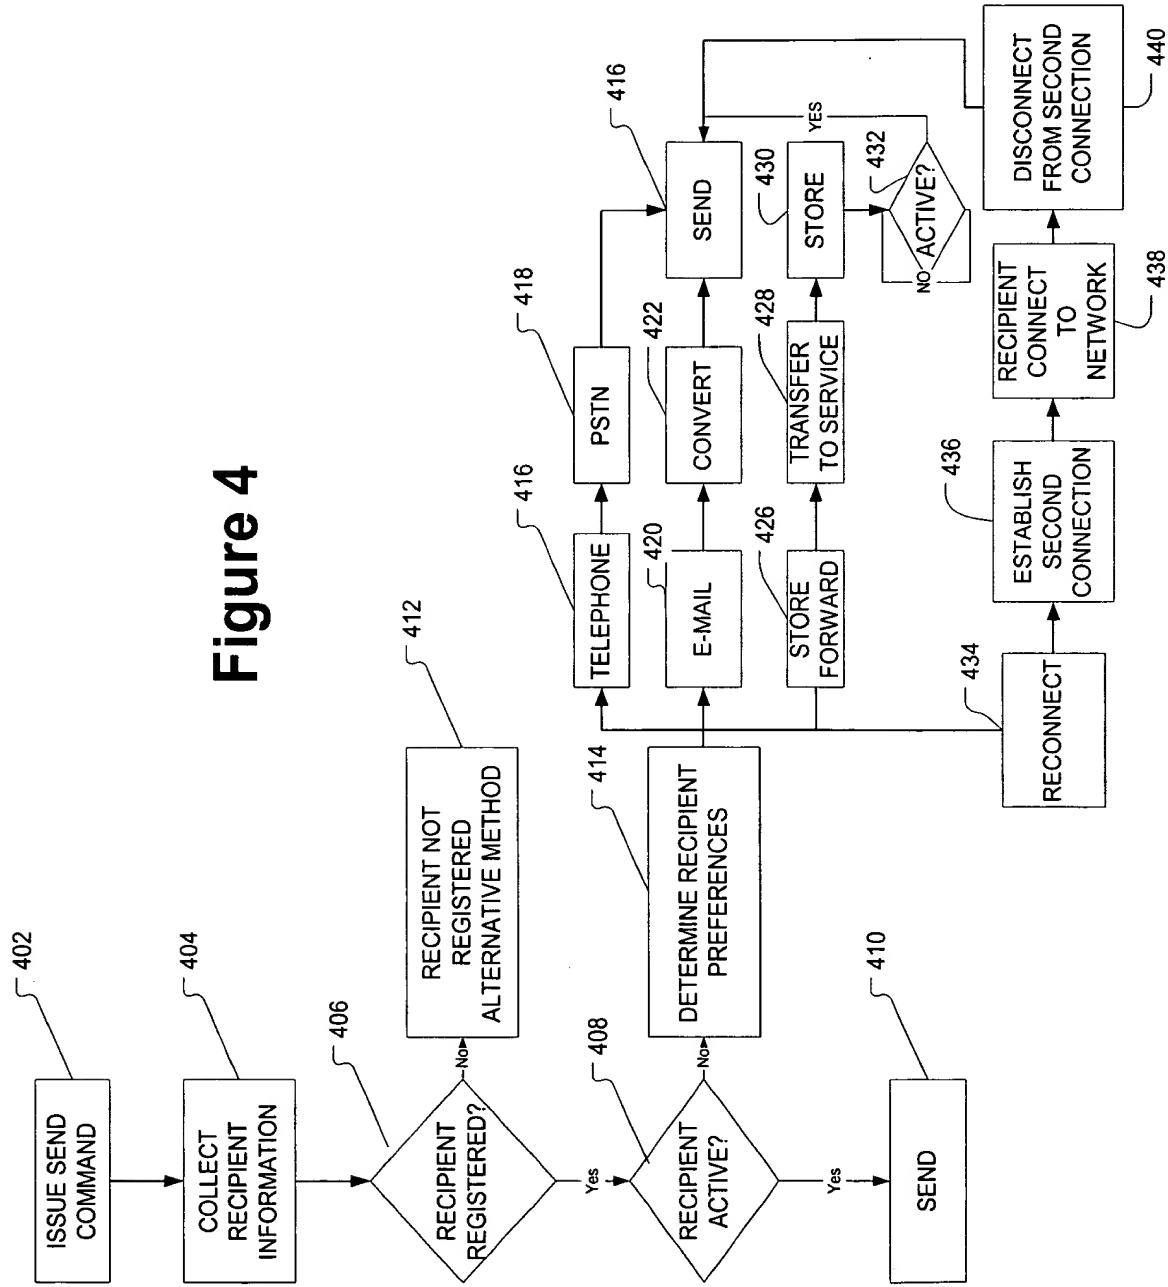 Figure 4
402
ISSUE SEND
COMMAND
404
COLLECT
RECIPIENT
INFORMATION
406
RECIPIENT
REGISTERED?
No
412
RECIPIENT NOT
REGISTERED
ALTERNATIVE METHOD
Yes
408
RECIPIENT
ACTIVE?
No
414
DETERMINE RECIPIENT
PREFERENCES
Yes
410
SEND
416
TELEPHONE
418
PSTN
416
SEND
420
E-MAIL
422
CONVERT
426
STORE
FORWARD
428
TRANSFER
TO SERVICE
430
STORE
YES
432
ACTIVE?
NO
434
RECONNECT
436
ESTABLISH
SECOND
CONNECTION
RECIPIENT
CONNECT
TO
NETWORK
438
DISCONNECT
FROM SECOND
CONNECTION
440